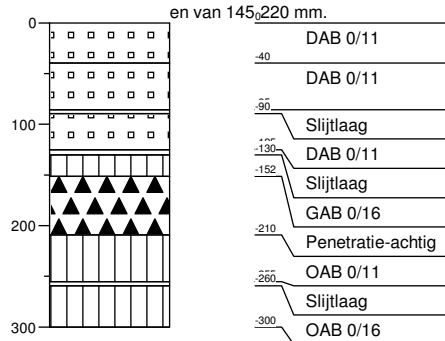 en van 145 220 mm.
0
0
DAB 0/11
-40
DAB 0/11
-90
Slijtlaag
100
DAB 0/11
-130
Slijtlaag
-152
GAB 0/16
200
-210
Penetratie-achtig
OAB 0/11
-260
Slijtlaag
300
-300
OAB 0/16